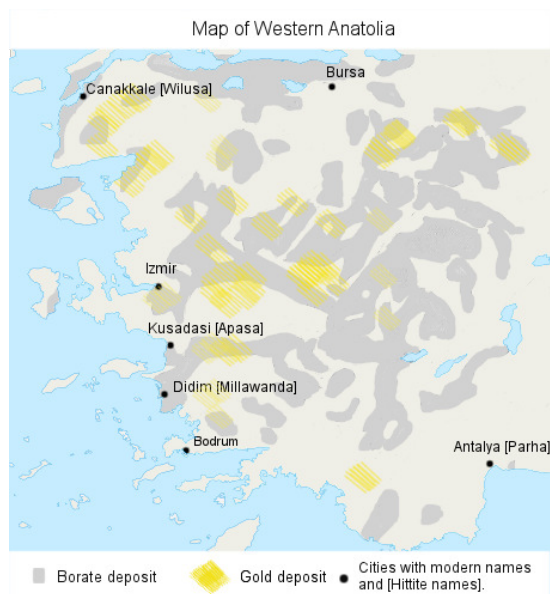 Map of Western Anatolia
Bursa
Canakkale [Wilusa]
Izmir
Kusadasi [Apasa]
Didim [Millawanda]
Bodrum
Antalya [Parha]
Borate deposit
Gold deposit
Cities with modern names
and [Hittite names].